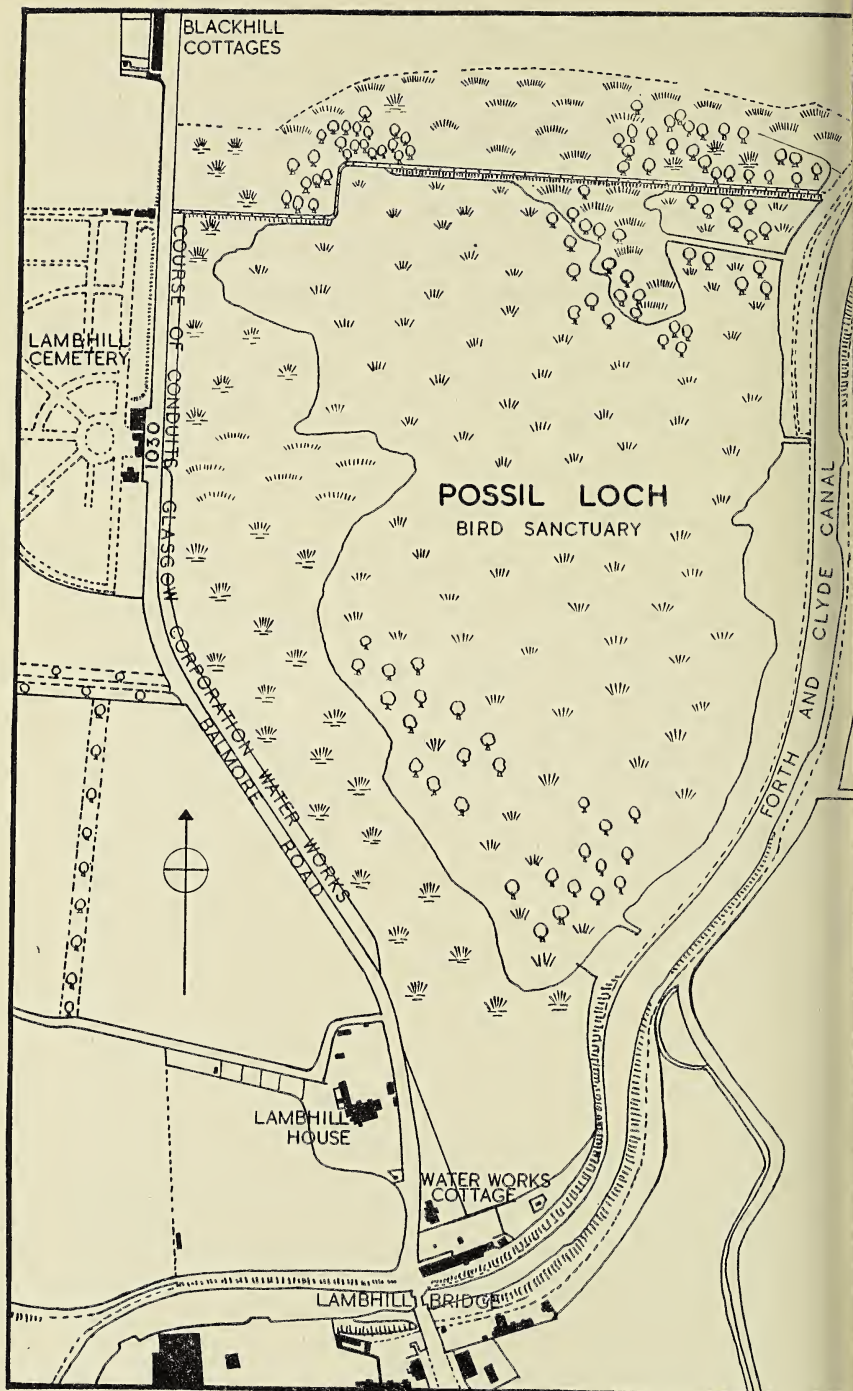 BLACKHILL
COTTAGES
COURSE OF CONDUITS GLASGOW CORPORATION WATER WORKS
LAMBHILL
CEMETERY
1030
POSSIL LOCH
BIRD SANCTUARY
FORTH AND CLYDE CANAL
BALMORE ROAD
LAMBHILL
HOUSE
WATER WORKS
COTTAGE
LAMBHILL BRIDGE